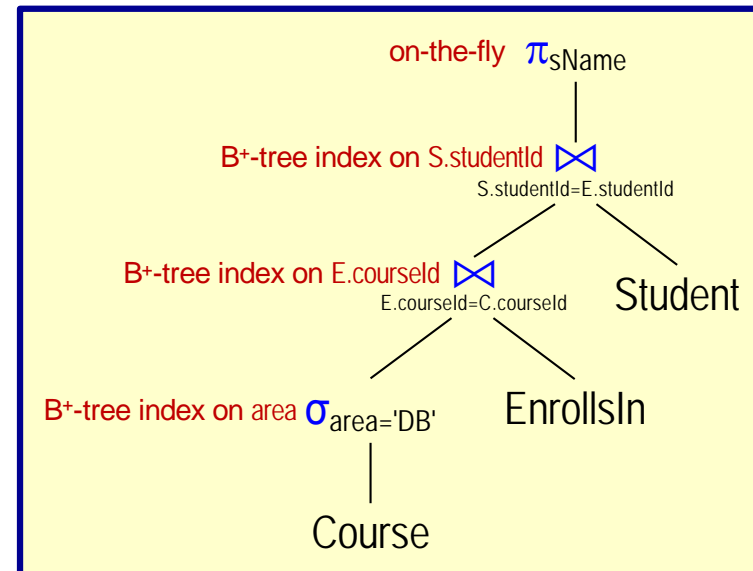 on-the-fly πsName
B+-tree index on S.studentId ⋈
S.studentId=E.studentId
B+-tree index on E.courseId ⋈
E.courseId=C.courseId
Student
B+-tree index on area σarea='DB'
EnrollsIn
Course